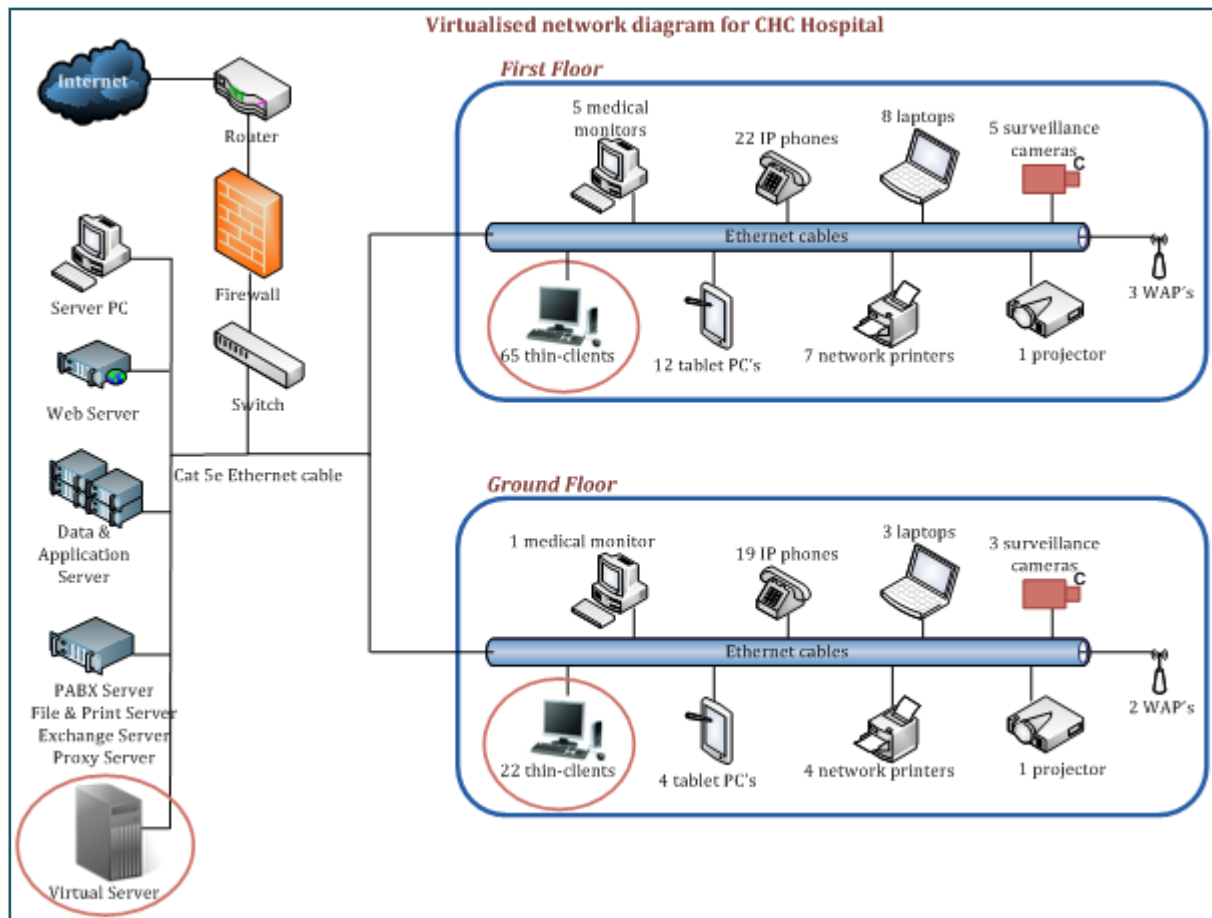 Virtualised network diagram for CHC Hospital
Internet
Router
Firewall
Switch
Server PC
Web Server
Cat 5e Ethernet cable
Data &
Application
Server
PABX Server
File & Print Server
Exchange Server
Proxy Server
Virtual Server
First Floor
5 medical
monitors
22 IP phones
8 laptops
5 surveillance
cameras
C
Ethernet cables
3 WAP´s
65 thin-clients
12 tablet PC's
7 network printers
1 projector
Ground Floor
1 medical monitor
19 IP phones
3 laptops
3 surveillance
cameras
C
Ethernet cables
2 WAP´s
22 thin-clients
4 tablet PC's
4 network printers
1 projector